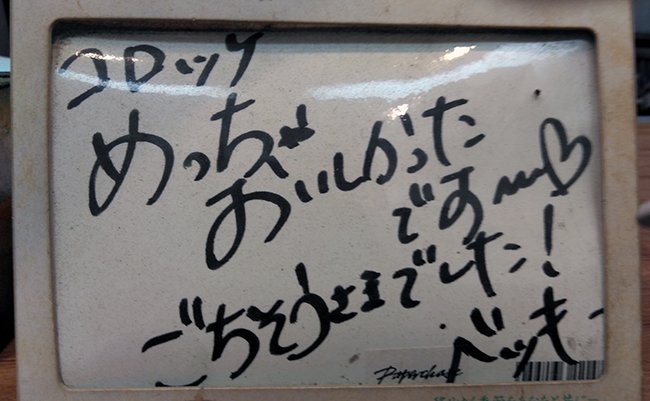 コロッケ
めっちゃ
おいしかった
です〜♡
ごちそうさまでした!
ベッキー
Paperchase